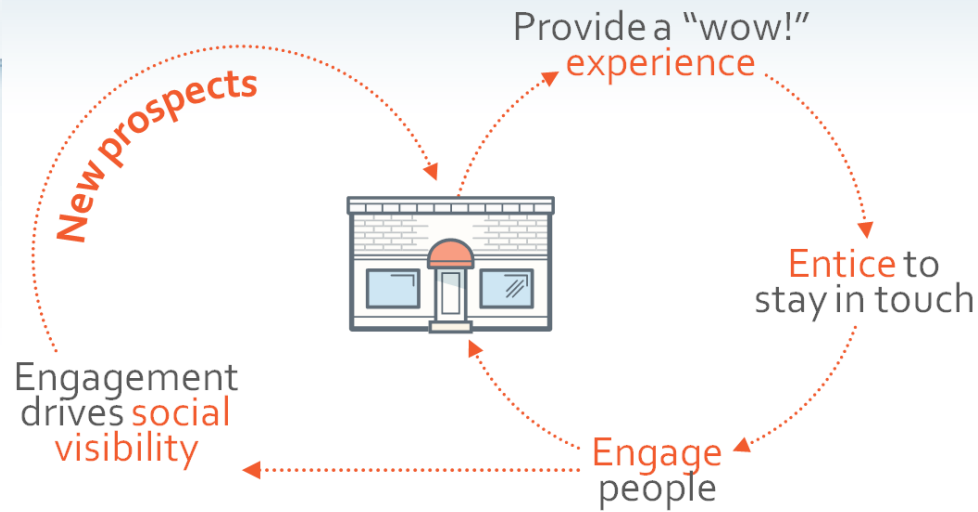 Provide a “wow!”
experience
New prospects
Entice to
stay in touch
Engagement
drives social
visibility
Engage
people